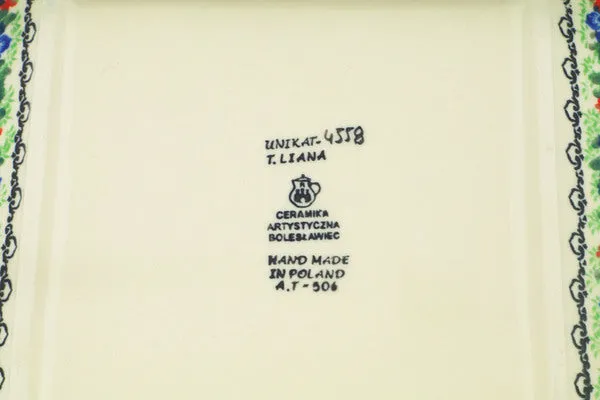 UNIKAT-4558
T. LIANA
CERAMIKA
ARTYSTYCZNA
BOLESŁAWIEC
HAND MADE
IN POLAND
A.T-506